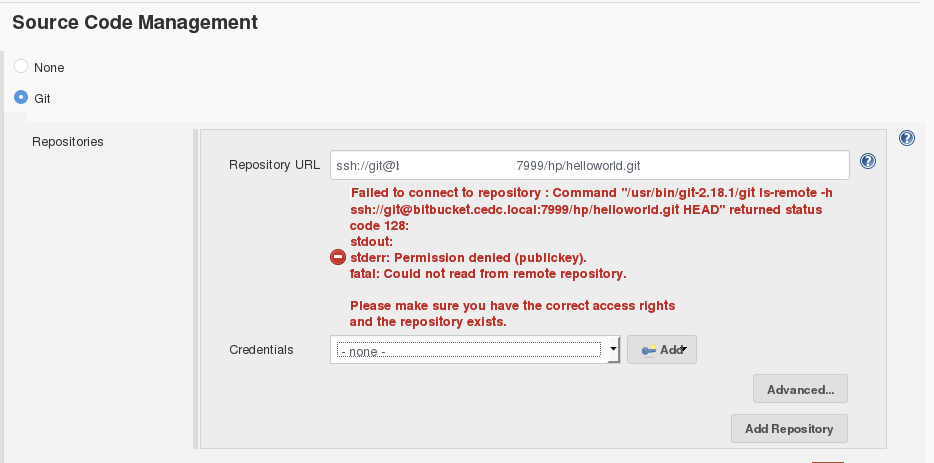 Source Code Management
None
Git
Repositories
Repository URL
ssh://git@b 7999/hp/helloworld.git
Failed to connect to repository : Command "/usr/bin/git-2.18.1/git ls-remote -h
ssh://git@bitbucket.cedc.local:7999/hp/helloworld.git HEAD" returned status
code 128:
stdout:
stderr: Permission denied (publickey).
fatal: Could not read from remote repository.
Please make sure you have the correct access rights
and the repository exists.
Credentials
- none -
Add
Advanced...
Add Repository